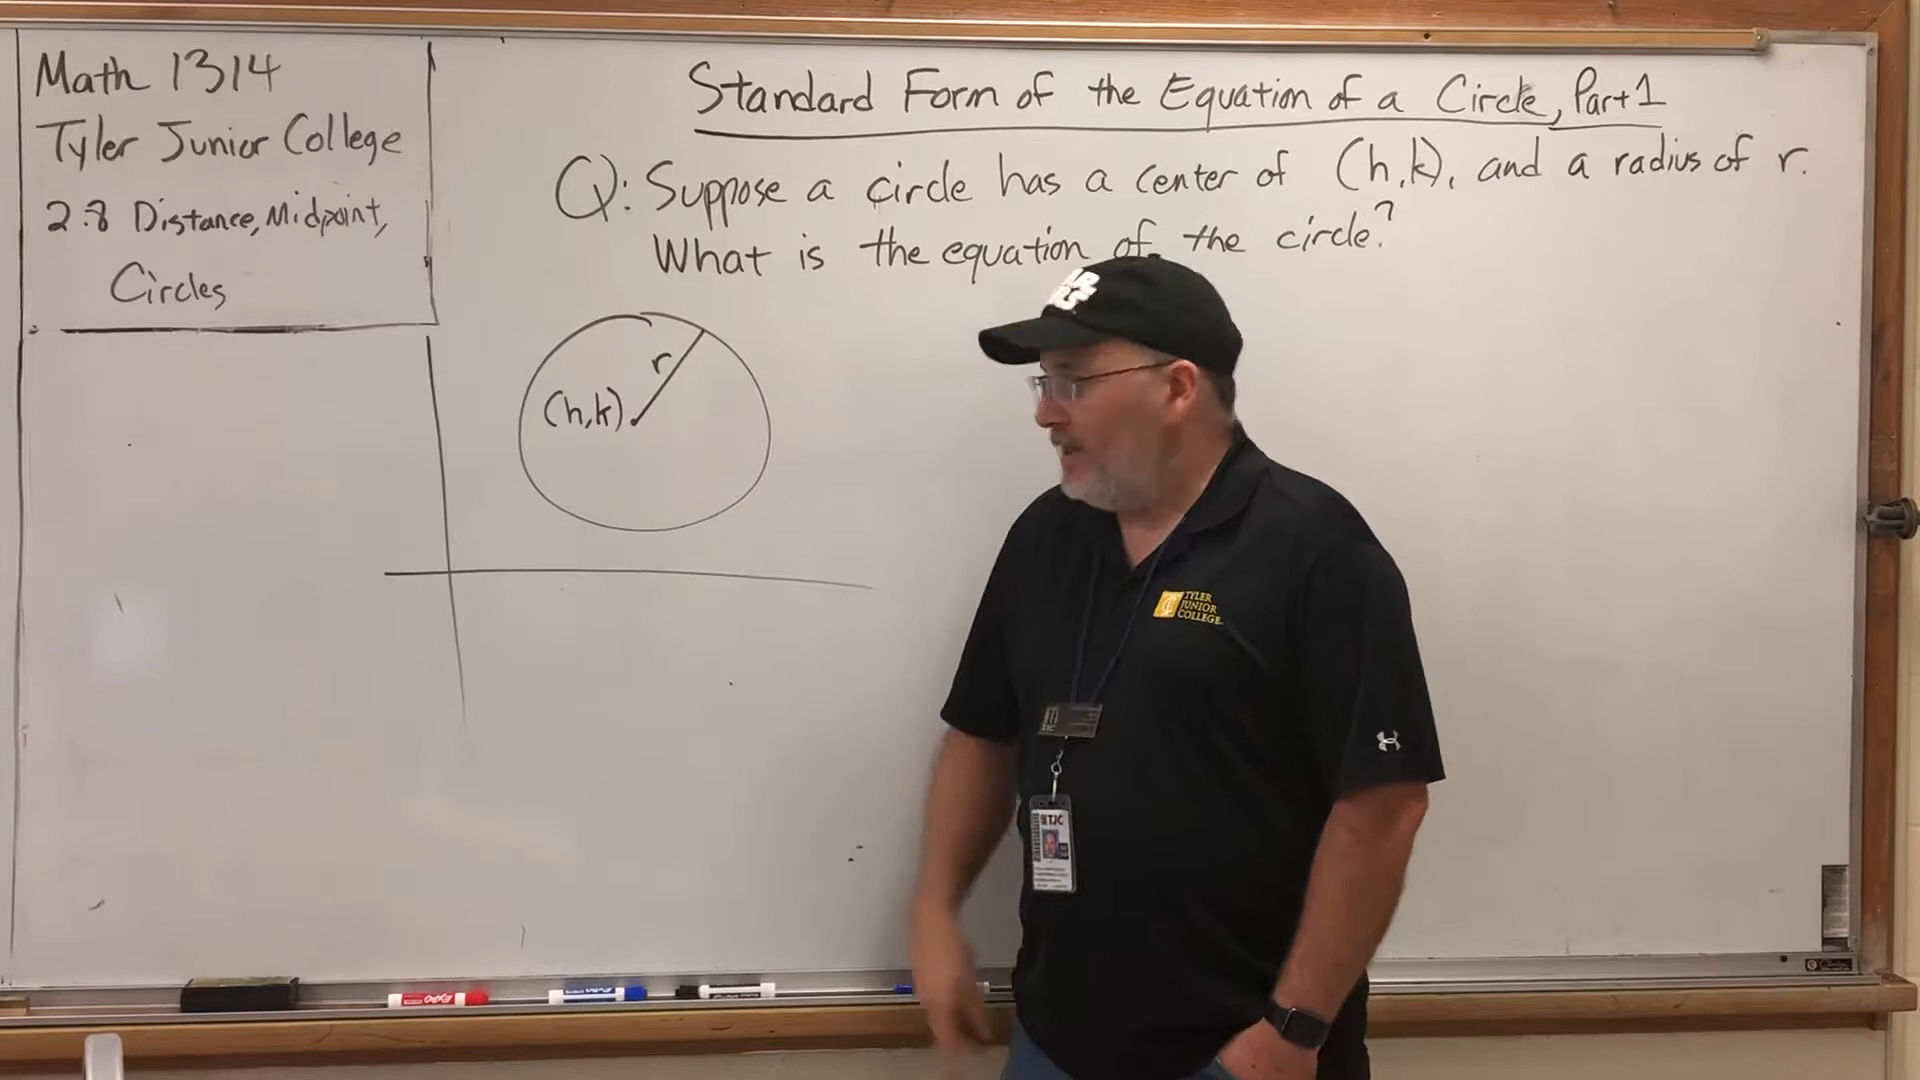 Math 1314
Tyler Junior College
2.8 Distance, Midpoint,
Circles
Standard Form of the Equation of a Circle, Part 1
Q: Suppose a circle has a center of (h,k), and a radius of r.
What is the equation of the circle?
r
(h,k)
TYLER
JUNIOR
COLLEGE
TJC
EXPO